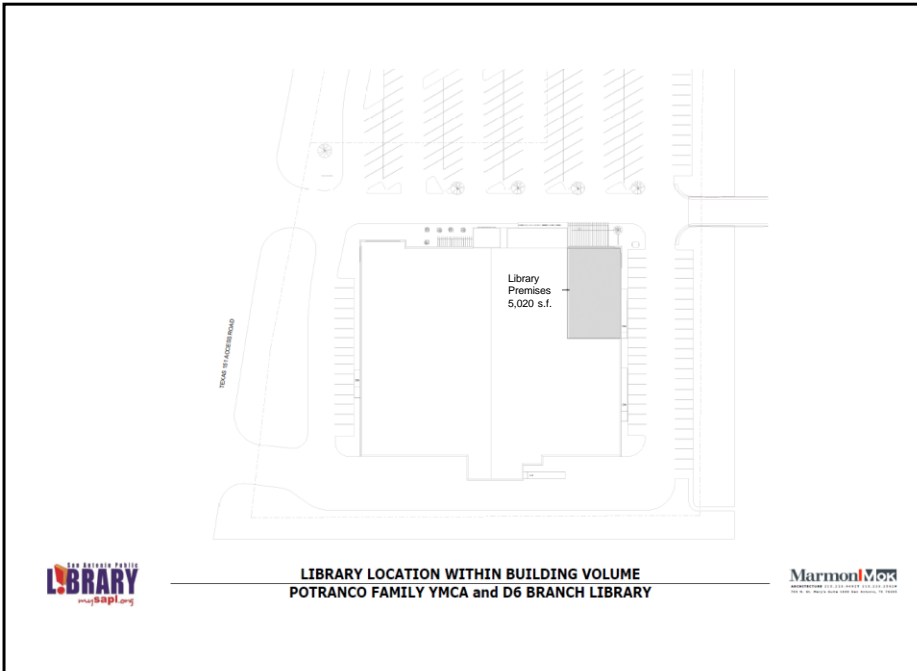 Library
Premises
5,020 s.f.
TEXAS 151 ACCESS ROAD
San Antonio Public
LIBRARY
mysapl.org
LIBRARY LOCATION WITHIN BUILDING VOLUME
POTRANCO FAMILY YMCA and D6 BRANCH LIBRARY
Marmon Mok
ARCHITECTURE